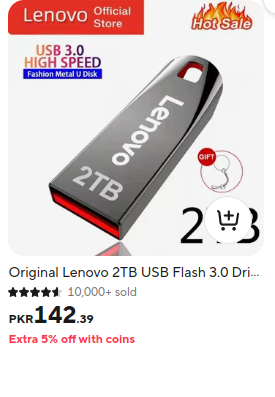 Lenovo Official Store
Hot Sale
USB 3.0
HIGH SPEED
Fashion Metal U Disk
Lenovo
2TB
GIFT
Original Lenovo 2TB USB Flash 3.0 Dri...
10,000+ sold
PKR142.39
Extra 5% off with coins